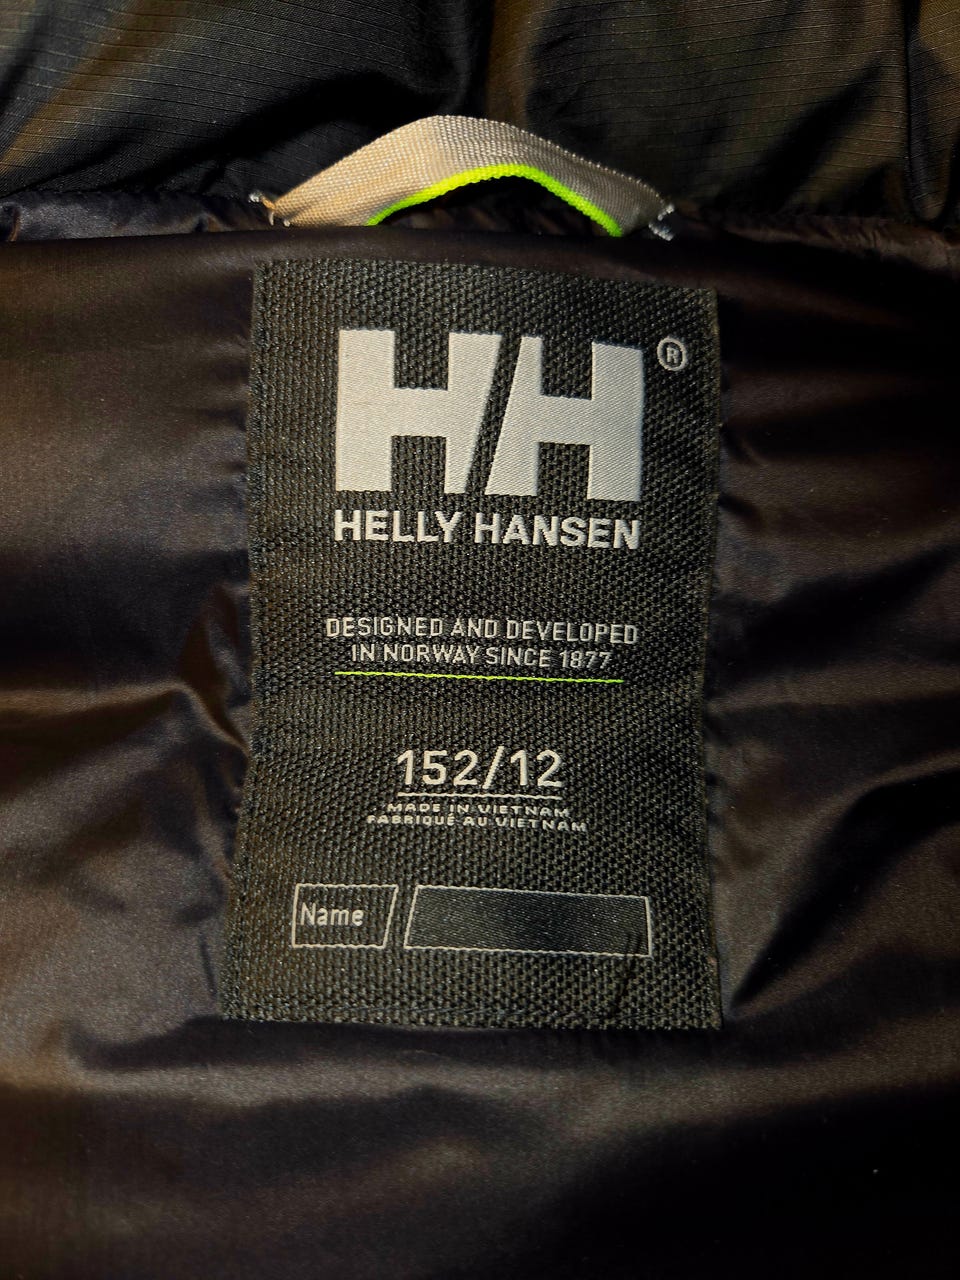 HH®
HELLY HANSEN
DESIGNED AND DEVELOPED
IN NORWAY SINCE 1877
152/12
MADE IN VIETNAM
FABRIQUÉ AU VIETNAM
Name